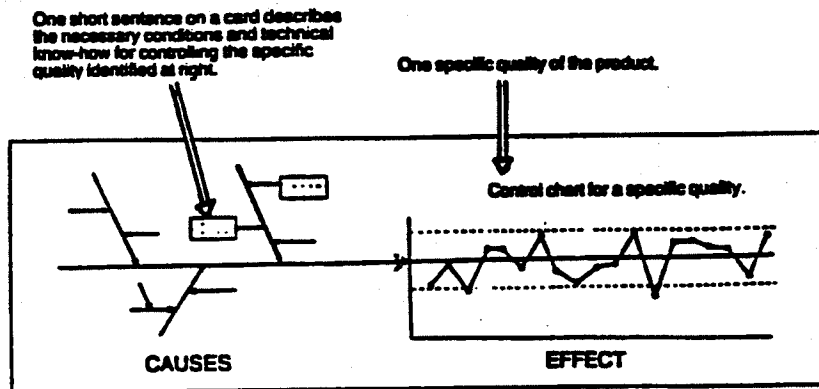 One short sentence on a card describes
the necessary conditions and technical
know-how for controlling the specific
quality identified at right.
One specific quality of the product.
Control chart for a specific quality.
CAUSES
EFFECT